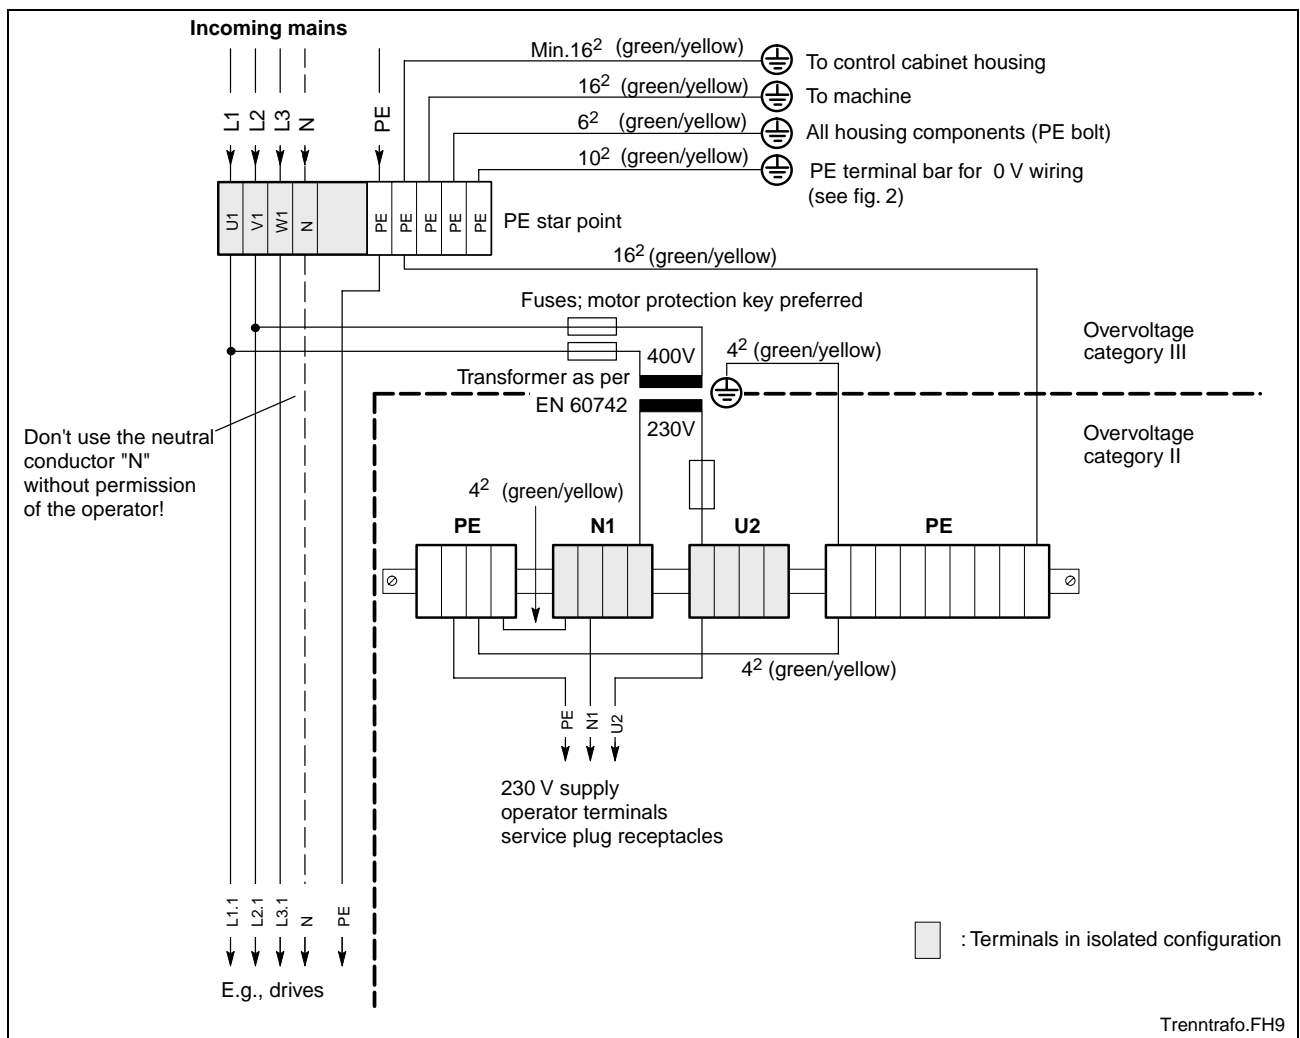 Incoming mains
L1
L2
L3
N
PE
Min.16² (green/yellow)
To control cabinet housing
16² (green/yellow)
To machine
6² (green/yellow)
All housing components (PE bolt)
10² (green/yellow)
PE terminal bar for 0 V wiring
(see fig. 2)
U1
V1
W1
N
PE
PE
PE
PE
PE
PE star point
16² (green/yellow)
Fuses; motor protection key preferred
400V
4² (green/yellow)
Overvoltage
category III
Transformer as per
EN 60742
230V
Overvoltage
category II
Don't use the neutral
conductor "N"
without permission
of the operator!
4² (green/yellow)
PE
N1
U2
PE
4² (green/yellow)
PE
N1
U2
230 V supply
operator terminals
service plug receptacles
L1.1
L2.1
L3.1
N
PE
E.g., drives
: Terminals in isolated configuration
Trenntrafo.FH9